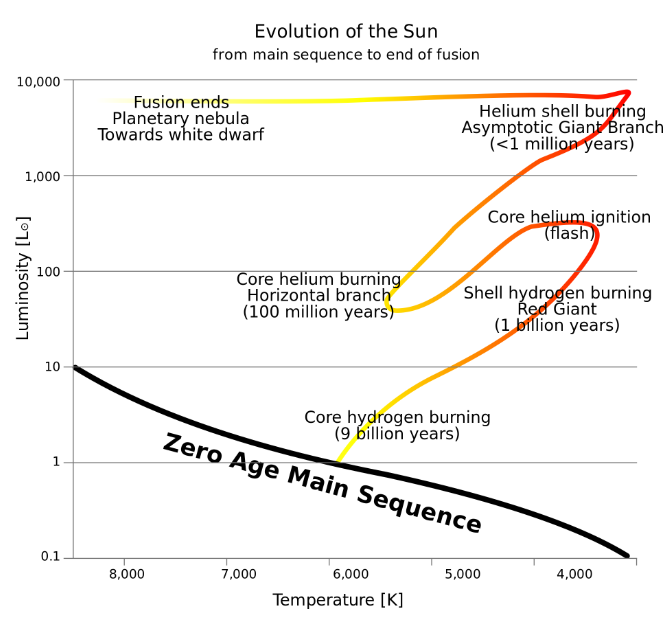 Evolution of the Sun
from main sequence to end of fusion
10,000
Fusion ends
Planetary nebula
Towards white dwarf
Helium shell burning
Asymptotic Giant Branch
(<1 million years)
1,000
Core helium ignition
(flash)
Luminosity [L☉]
100
Core helium burning
Horizontal branch
(100 million years)
Shell hydrogen burning
Red Giant
(1 billion years)
10
Core hydrogen burning
(9 billion years)
1
Zero Age Main Sequence
0.1
8,000 7,000 6,000 5,000 4,000
Temperature [K]